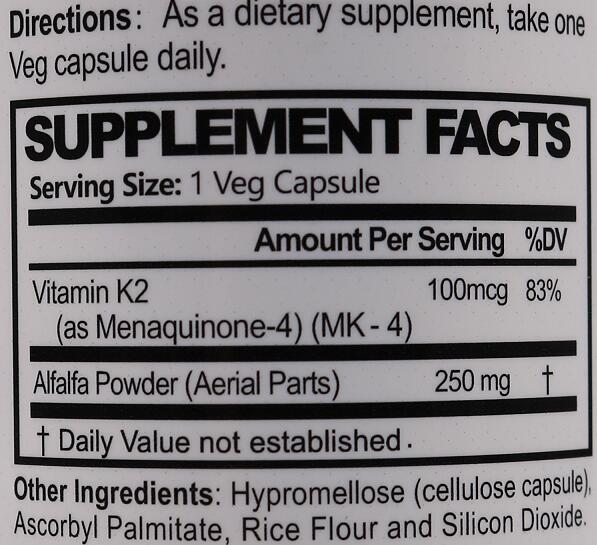 Directions: As a dietary supplement, take one
Veg capsule daily.
SUPPLEMENT FACTS
Serving Size: 1 Veg Capsule
Amount Per Serving %DV
Vitamin K2 100mcg 83%
(as Menaquinone-4) (MK - 4)
Alfalfa Powder (Aerial Parts) 250 mg †
† Daily Value not established.
Other Ingredients: Hypromellose (cellulose capsule),
Ascorbyl Palmitate, Rice Flour and Silicon Dioxide.